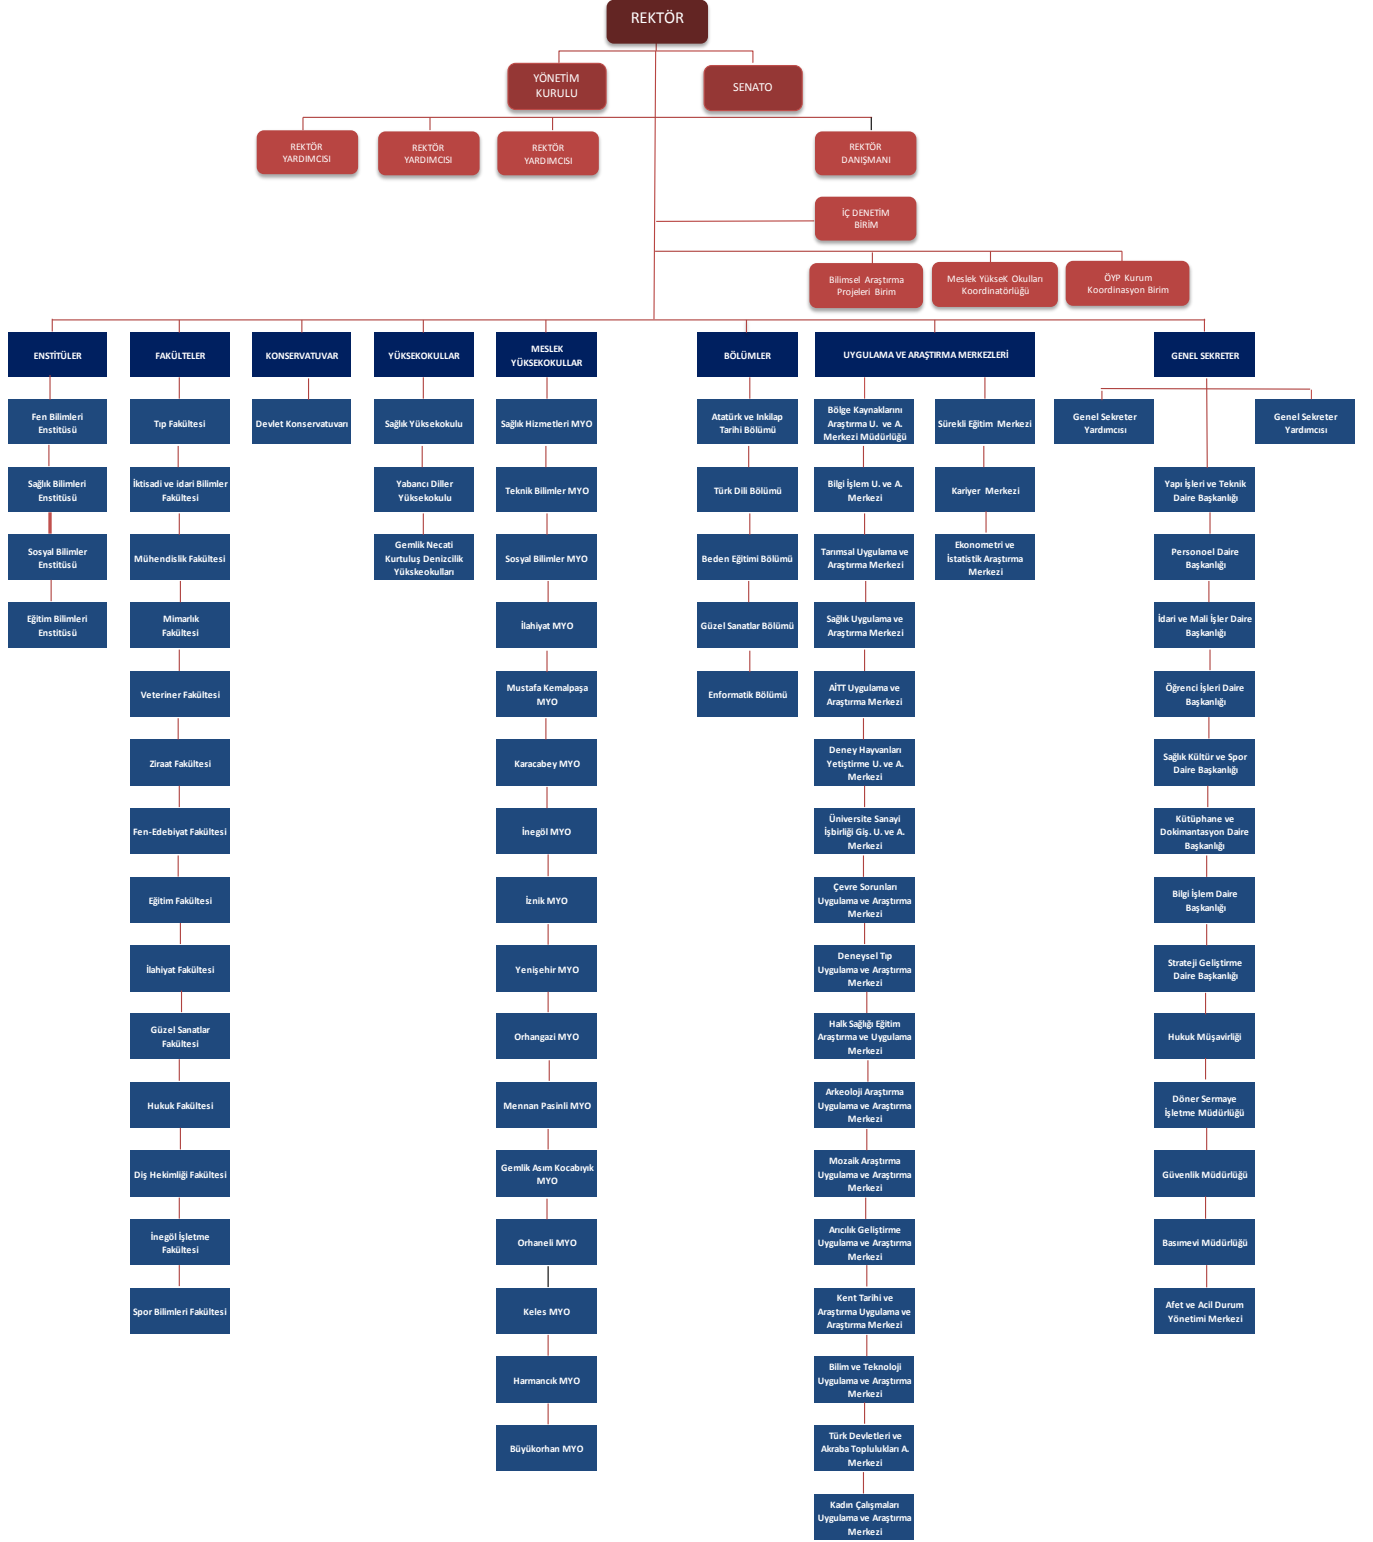 REKTÖR
YÖNETİM
KURULU
SENATO
REKTÖR
YARDIMCISI
REKTÖR
YARDIMCISI
REKTÖR
YARDIMCISI
REKTÖR
DANIŞMANI
İÇ DENETİM
BİRİM
Bilimsel Araştırma
Projeleri Birim
Meslek YükseK Okulları
Koordinatörlüğü
ÖYP Kurum
Koordinasyon Birim
ENSTİTÜLER
Fen Bilimleri
Enstitüsü
Sağlık Bilimleri
Enstitüsü
Sosyal Bilimler
Enstitüsü
Eğitim Bilimleri
Enstitüsü
FAKÜLTELER
Tıp Fakültesi
İktisadi ve idari Bilimler
Fakültesi
Mühendislik Fakültesi
Mimarlık
Fakültesi
Veteriner Fakültesi
Ziraat Fakültesi
Fen-Edebiyat Fakültesi
Eğitim Fakültesi
İlahiyat Fakültesi
Güzel Sanatlar
Fakültesi
Hukuk Fakültesi
Diş Hekimliği Fakültesi
İnegöl İşletme
Fakültesi
Spor Bilimleri Fakültesi
KONSERVATUVAR
Devlet Konservatuvarı
YÜKSEKOKULLAR
Sağlık Yüksekokulu
Yabancı Diller
Yüksekokulu
Gemlik Necati
Kurtuluş Denizcilik
Yükskeokulları
MESLEK
YÜKSEKOKULLAR
Sağlık Hizmetleri MYO
Teknik Bilimler MYO
Sosyal Bilimler MYO
İlahiyat MYO
Mustafa Kemalpaşa
MYO
Karacabey MYO
İnegöl MYO
İznik MYO
Yenişehir MYO
Orhangazi MYO
Mennan Pasinli MYO
Gemlik Asım Kocabıyık
MYO
Orhaneli MYO
Keles MYO
Harmancık MYO
Büyükorhan MYO
BÖLÜMLER
Atatürk ve Inkilap
Tarihi Bölümü
Türk Dili Bölümü
Beden Eğitimi Bölümü
Güzel Sanatlar Bölümü
Enformatik Bölümü
UYGULAMA VE ARAŞTIRMA MERKEZLERİ
Bölge Kaynaklarını
Araştırma U. ve A.
Merkezi Müdürlüğü
Bilgi İşlem U. ve A.
Merkezi
Tarımsal Uygulama ve
Araştırma Merkezi
Sağlık Uygulama ve
Araştırma Merkezi
AİTT Uygulama ve
Araştırma Merkezi
Deney Hayvanları
Yetiştirme U. ve A.
Merkezi
Üniversite Sanayi
İşbirliği Giş. U. ve A.
Merkezi
Çevre Sorunları
Uygulama ve Araştırma
Merkezi
Deneysel Tıp
Uygulama ve Araştırma
Merkezi
Halk Sağlığı Eğitim
Araştırma ve Uygulama
Merkezi
Arkeoloji Araştırma
Uygulama ve Araştırma
Merkezi
Mozaik Araştırma
Uygulama ve Araştırma
Merkezi
Arıcılık Geliştirme
Uygulama ve Araştırma
Merkezi
Kent Tarihi ve
Araştırma Uygulama ve
Araştırma Merkezi
Bilim ve Teknoloji
Uygulama ve Araştırma
Merkezi
Türk Devletleri ve
Akraba Toplulukları A.
Merkezi
Kadın Çalışmaları
Uygulama ve Araştırma
Merkezi
Sürekli Eğitim Merkezi
Kariyer Merkezi
Ekonometri ve
İstatistik Araştırma
Merkezi
GENEL SEKRETER
Genel Sekreter
Yardımcısı
Genel Sekreter
Yardımcısı
Yapı İşleri ve Teknik
Daire Başkanlığı
Personoel Daire
Başkanlığı
İdari ve Mali İşler Daire
Başkanlığı
Öğrenci İşleri Daire
Başkanlığı
Sağlık Kültür ve Spor
Daire Başkanlığı
Kütüphane ve
Dokimantasyon Daire
Başkanlığı
Bilgi İşlem Daire
Başkanlığı
Strateji Geliştirme
Daire Başkanlığı
Hukuk Müşavirliği
Döner Sermaye
İşletme Müdürlüğü
Güvenlik Müdürlüğü
Basımevi Müdürlüğü
Afet ve Acil Durum
Yönetimi Merkezi